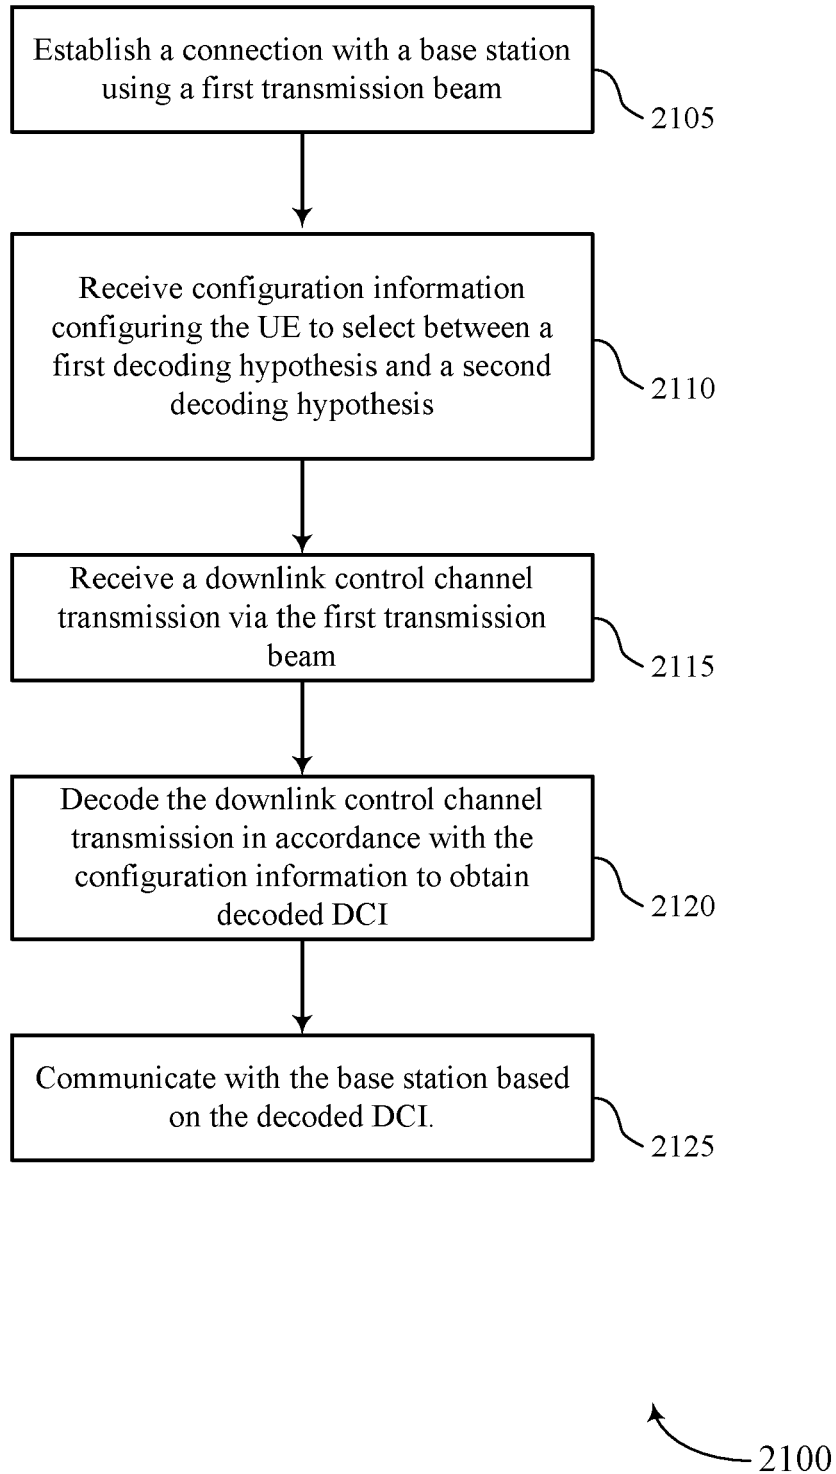 Establish a connection with a base station
using a first transmission beam
2105
Receive configuration information
configuring the UE to select between a
first decoding hypothesis and a second
decoding hypothesis
2110
Receive a downlink control channel
transmission via the first transmission
beam
2115
Decode the downlink control channel
transmission in accordance with the
configuration information to obtain
decoded DCI
2120
Communicate with the base station based
on the decoded DCI.
2125
2100